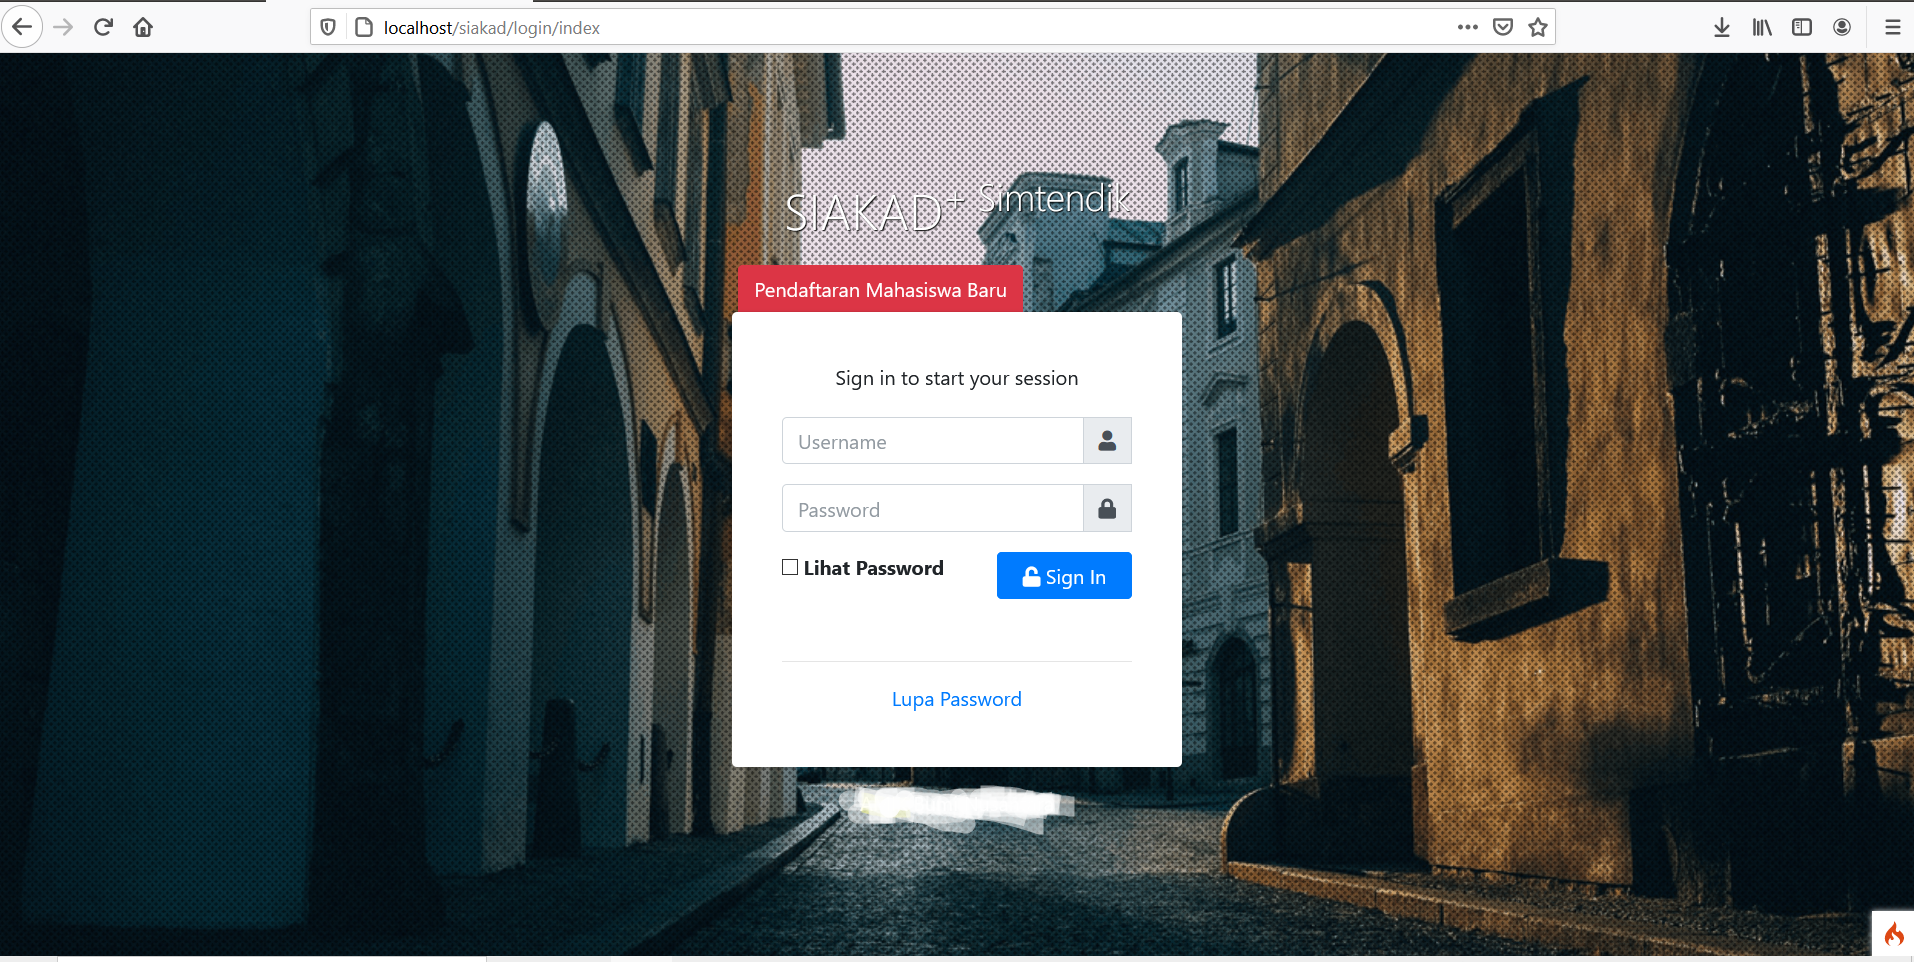 localhost/siakad/login/index
SIAKAD+ Simtendik
Pendaftaran Mahasiswa Baru
Sign in to start your session
Username
Password
Lihat Password
Sign In
Lupa Password